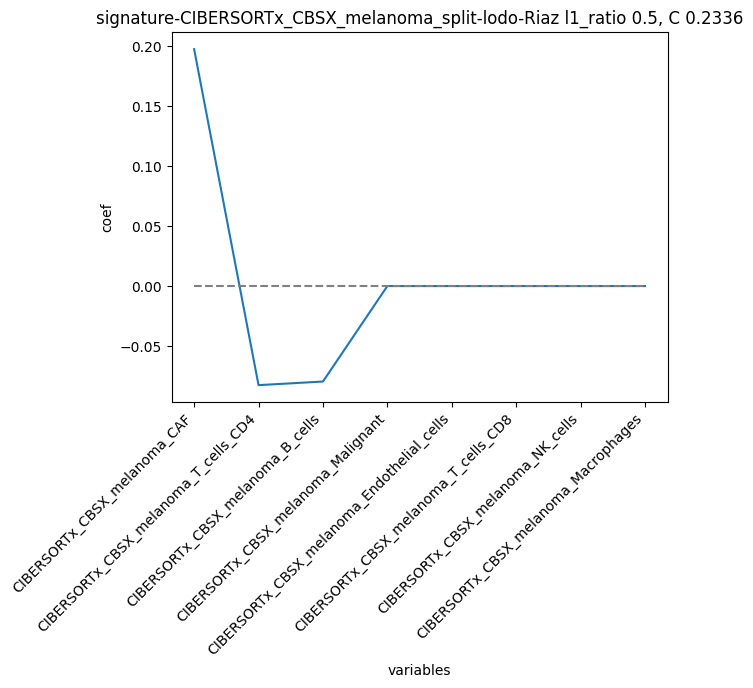 signature-CIBERSORTx_CBSX_melanoma_split-lodo-Riaz l1_ratio 0.5, C 0.2336
0.20
0.15
0.10
0.05
0.00
−0.05
coef
CIBERSORTx_CBSX_melanoma_CAF
CIBERSORTx_CBSX_melanoma_T_cells_CD4
CIBERSORTx_CBSX_melanoma_B_cells
CIBERSORTx_CBSX_melanoma_Malignant
CIBERSORTx_CBSX_melanoma_Endothelial_cells
CIBERSORTx_CBSX_melanoma_T_cells_CD8
CIBERSORTx_CBSX_melanoma_NK_cells
CIBERSORTx_CBSX_melanoma_Macrophages
variables